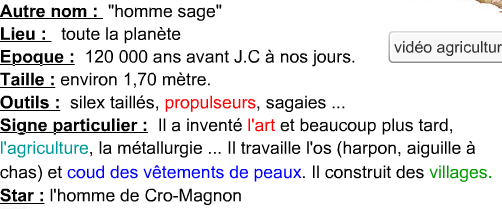 Autre nom : "homme sage"
Lieu : toute la planète
Epoque : 120 000 ans avant J.C à nos jours.
vidéo agricultur
Taille : environ 1,70 mètre.
Outils : silex taillés, propulseurs, sagaies ...
Signe particulier : Il a inventé l'art et beaucoup plus tard,
l'agriculture, la métallurgie ... Il travaille l'os (harpon, aiguille à
chas) et coud des vêtements de peaux. Il construit des villages.
Star : l'homme de Cro-Magnon